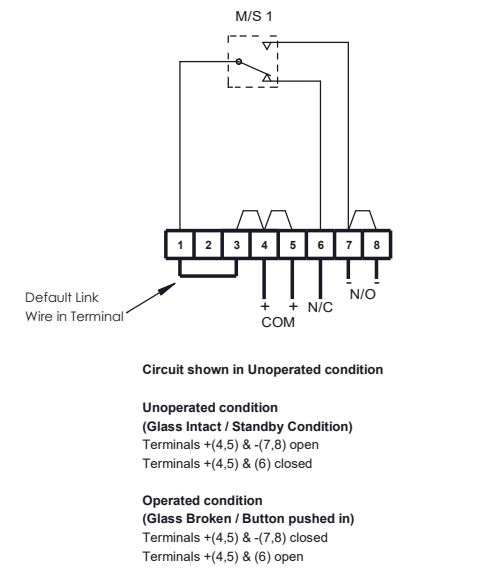 M/S 1
1 2 3 4 5 6 7 8
+ + N/C - N/O -
COM
Default Link
Wire in Terminal
Circuit shown in Unoperated condition
Unoperated condition
(Glass Intact / Standby Condition)
Terminals +(4,5) & -(7,8) open
Terminals +(4,5) & (6) closed
Operated condition
(Glass Broken / Button pushed in)
Terminals +(4,5) & -(7,8) closed
Terminals +(4,5) & (6) open